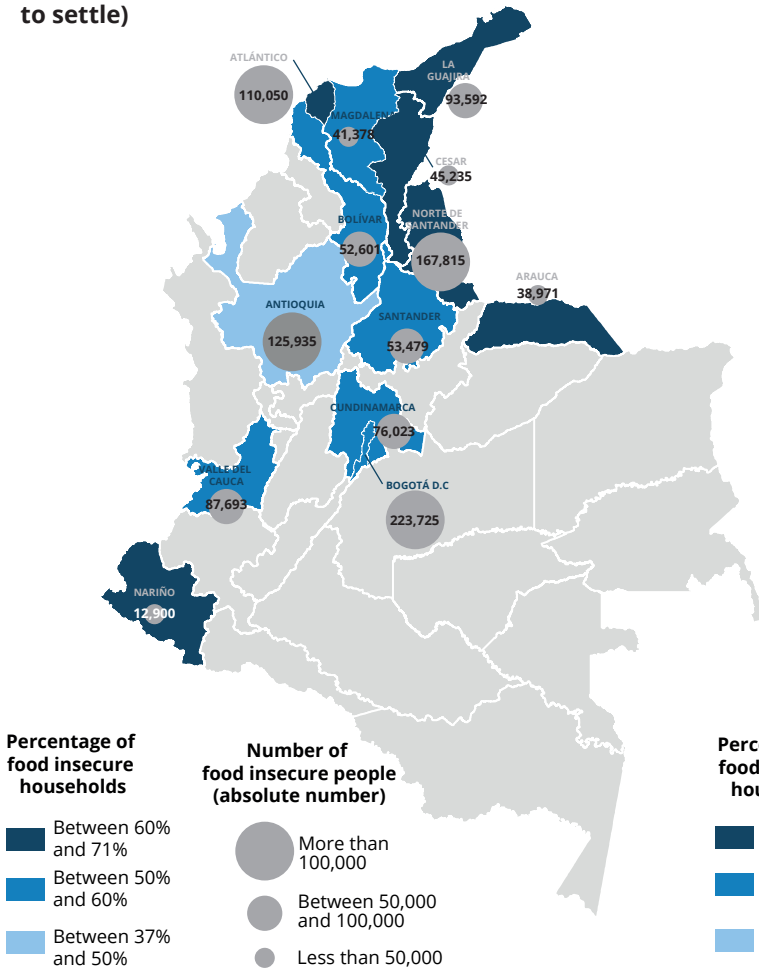 to settle)
ATLÁNTICO
110,050
LA
GUAJIRA
93,592
MAGDALENA
41,378
CESAR
45,235
BOLÍVAR
52,601
NORTE DE
SANTANDER
167,815
ARAUCA
38,971
ANTIOQUIA
125,935
SANTANDER
53,479
CUNDINAMARCA
76,023
VALLE DEL
CAUCA
87,693
BOGOTÁ D.C
223,725
NARIÑO
12,900
Percentage of
food insecure
households
Between 60%
and 71%
Between 50%
and 60%
Between 37%
and 50%
Number of
food insecure people
(absolute number)
More than
100,000
Between 50,000
and 100,000
Less than 50,000
Perc
food
hou